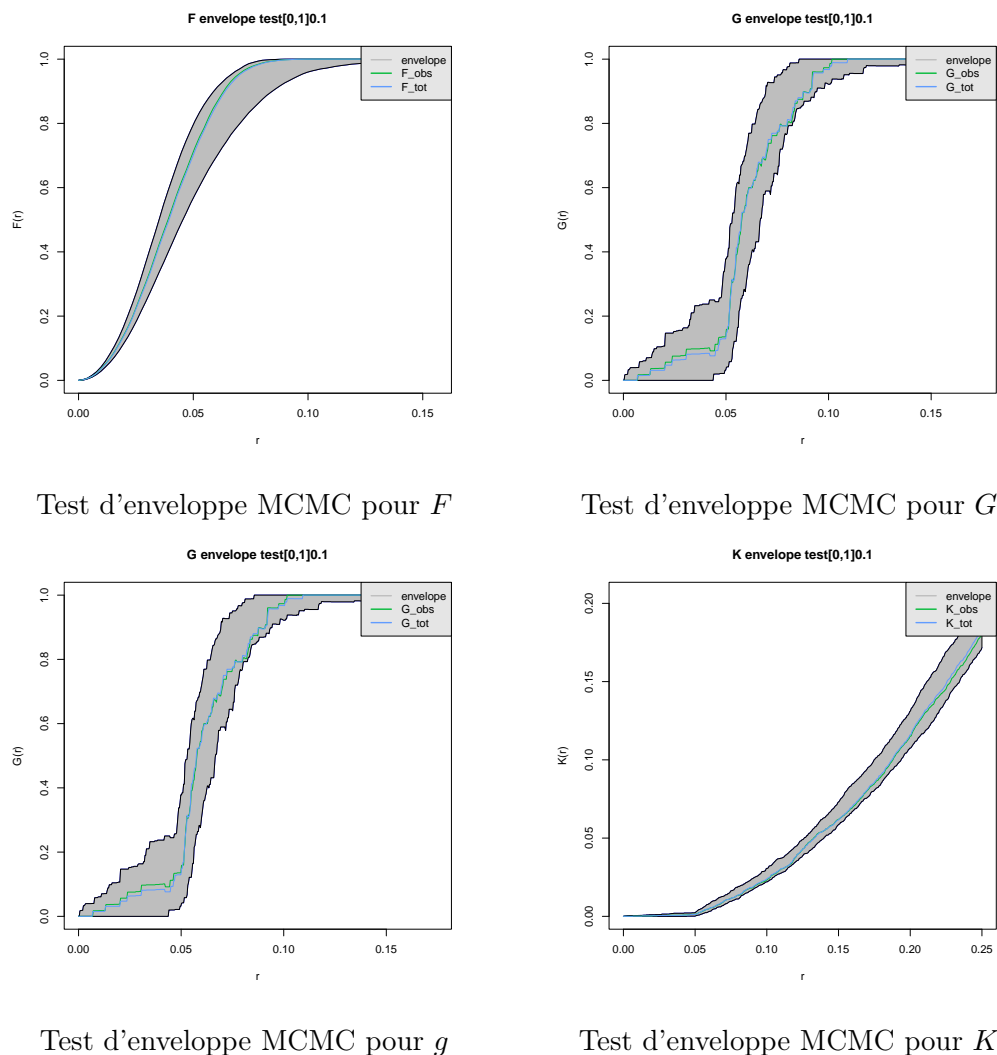 F envelope test[0,1]0.1
envelope
F_obs
F_tot
F(r)
0.0
0.2
0.4
0.6
0.8
1.0
0.00 0.05 0.10 0.15
r
Test d'enveloppe MCMC pour F
G envelope test[0,1]0.1
envelope
G_obs
G_tot
G(r)
0.0
0.2
0.4
0.6
0.8
1.0
0.00 0.05 0.10 0.15
r
Test d'enveloppe MCMC pour G
G envelope test[0,1]0.1
envelope
G_obs
G_tot
G(r)
0.0
0.2
0.4
0.6
0.8
1.0
0.00 0.05 0.10 0.15
r
Test d'enveloppe MCMC pour g
K envelope test[0,1]0.1
envelope
K_obs
K_tot
K(r)
0.00
0.05
0.10
0.15
0.20
0.00 0.05 0.10 0.15 0.20 0.25
r
Test d'enveloppe MCMC pour K